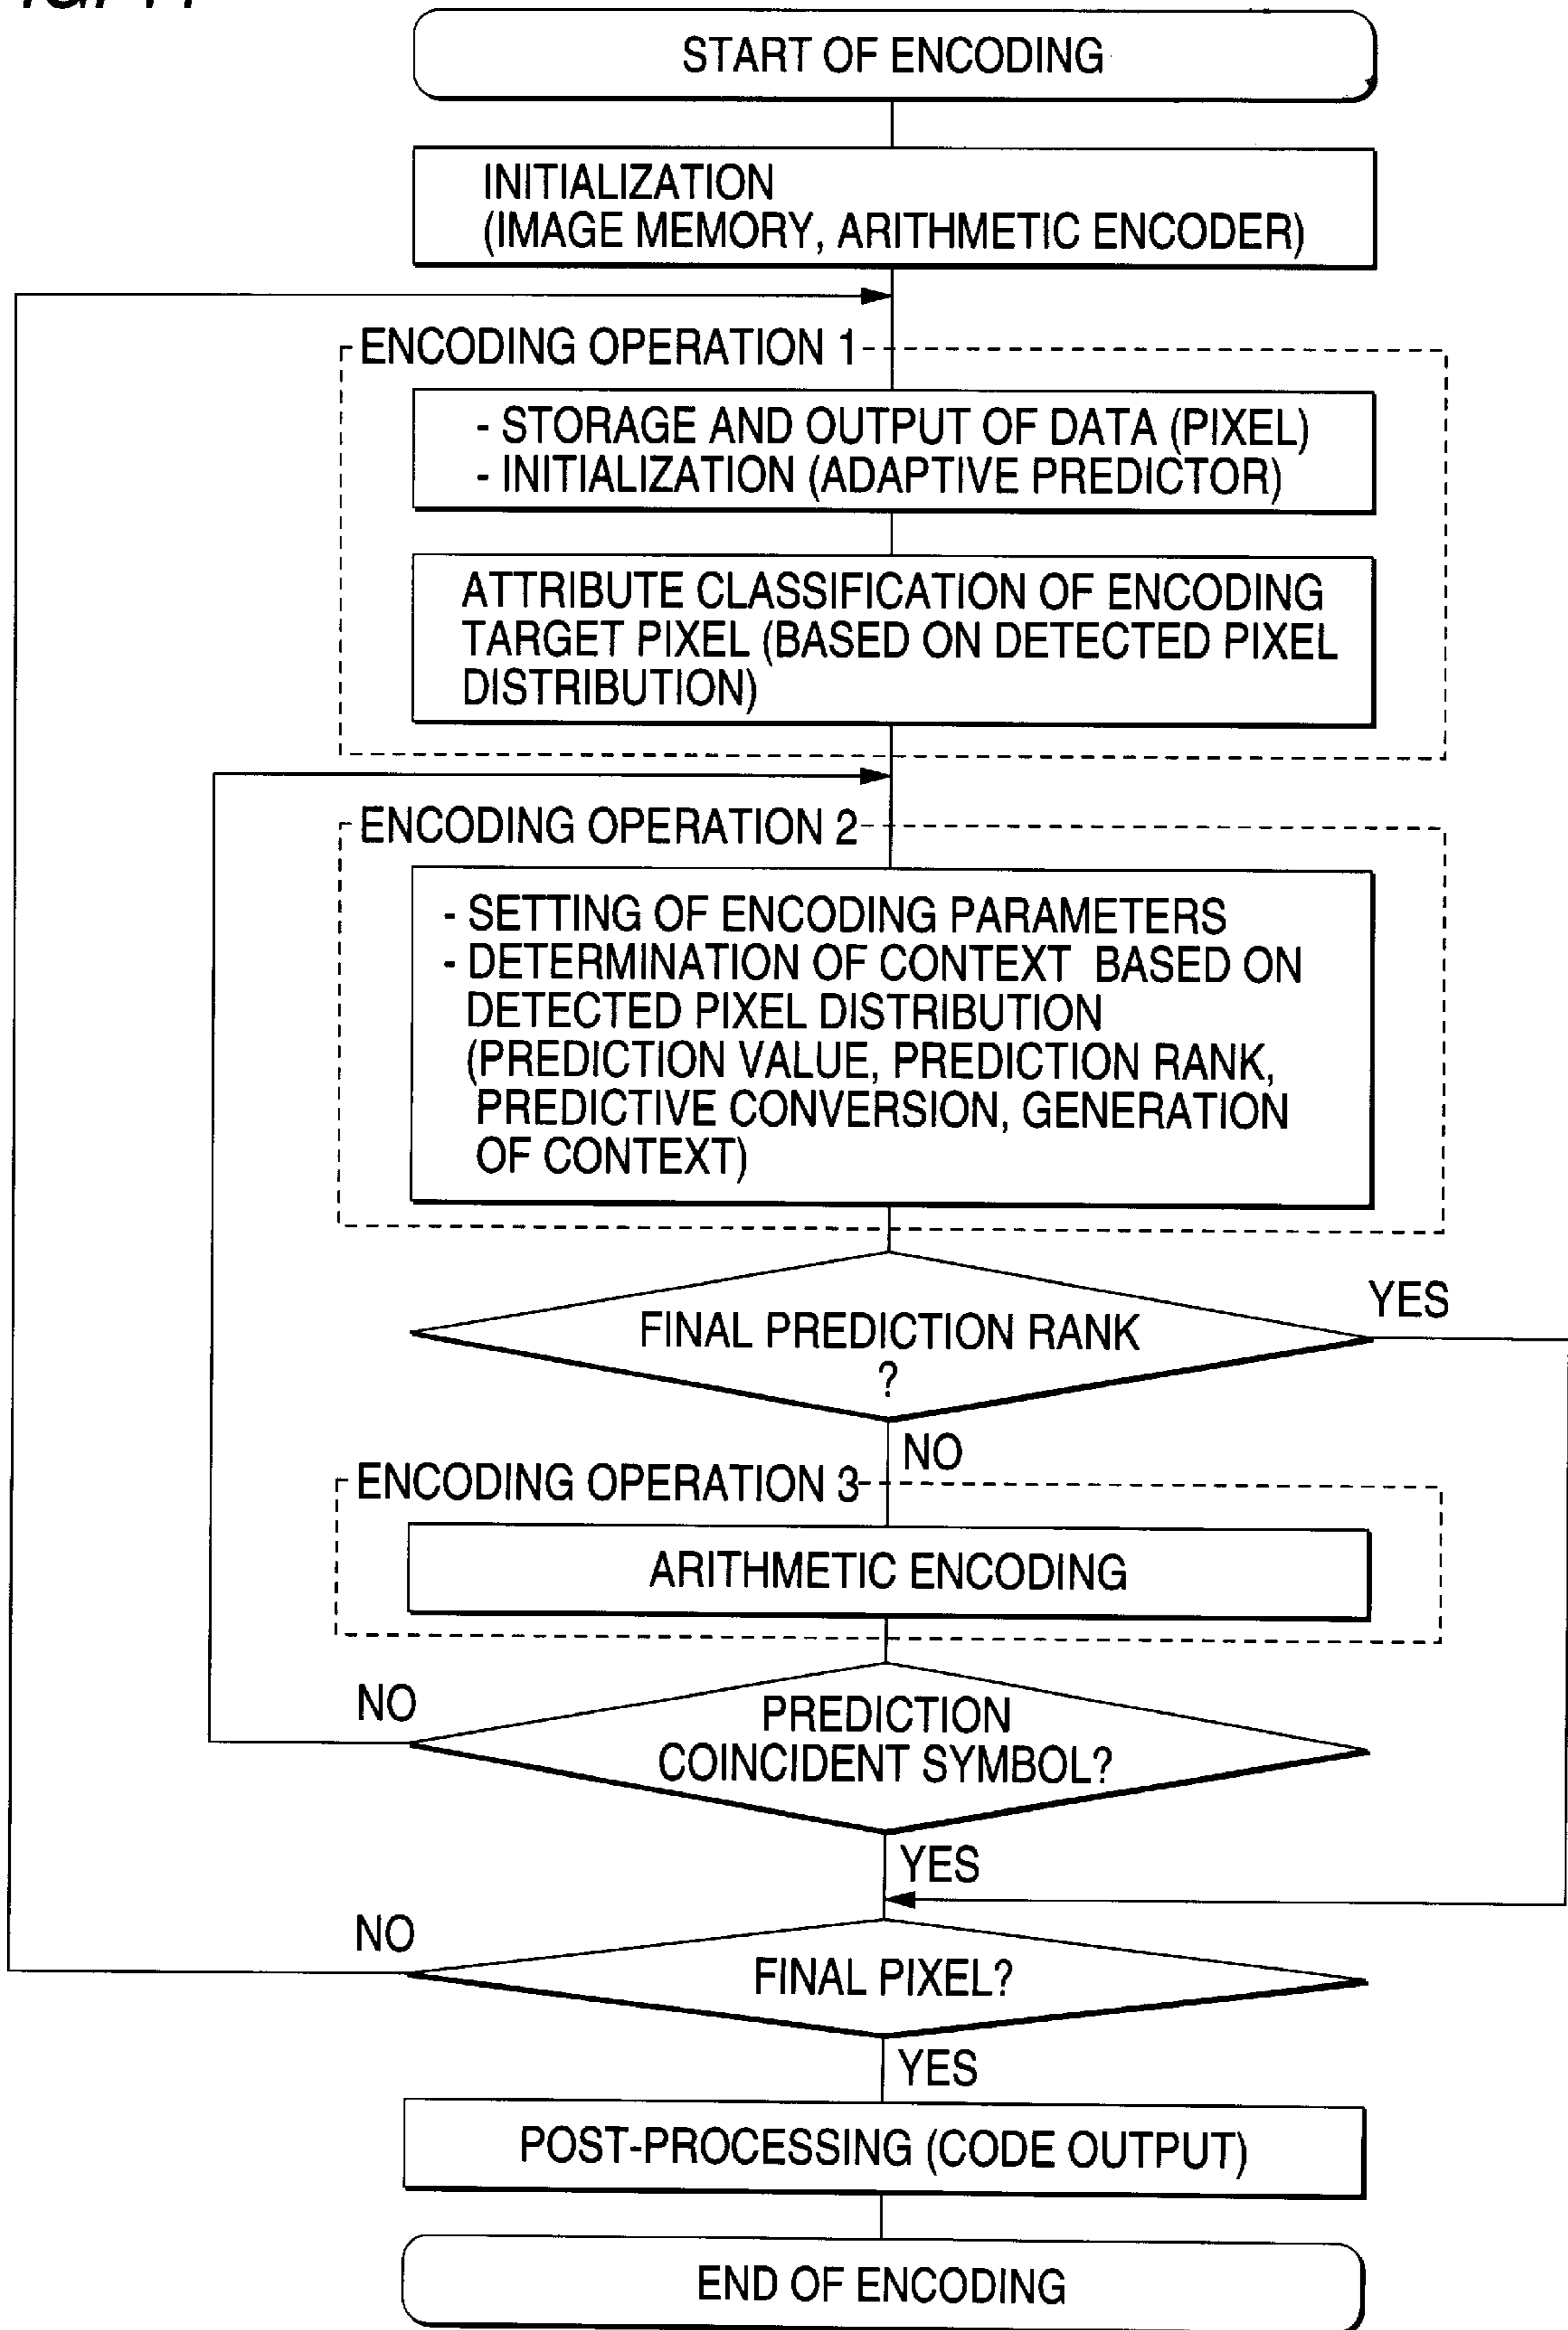 START OF ENCODING
INITIALIZATION
(IMAGE MEMORY, ARITHMETIC ENCODER)
ENCODING OPERATION 1
- STORAGE AND OUTPUT OF DATA (PIXEL)
- INITIALIZATION (ADAPTIVE PREDICTOR)
ATTRIBUTE CLASSIFICATION OF ENCODING
TARGET PIXEL (BASED ON DETECTED PIXEL
DISTRIBUTION)
ENCODING OPERATION 2
- SETTING OF ENCODING PARAMETERS
- DETERMINATION OF CONTEXT BASED ON
DETECTED PIXEL DISTRIBUTION
(PREDICTION VALUE, PREDICTION RANK,
PREDICTIVE CONVERSION, GENERATION
OF CONTEXT)
YES
FINAL PREDICTION RANK
?
NO
ENCODING OPERATION 3
ARITHMETIC ENCODING
NO
PREDICTION
COINCIDENT SYMBOL?
YES
NO
FINAL PIXEL?
YES
POST-PROCESSING (CODE OUTPUT)
END OF ENCODING